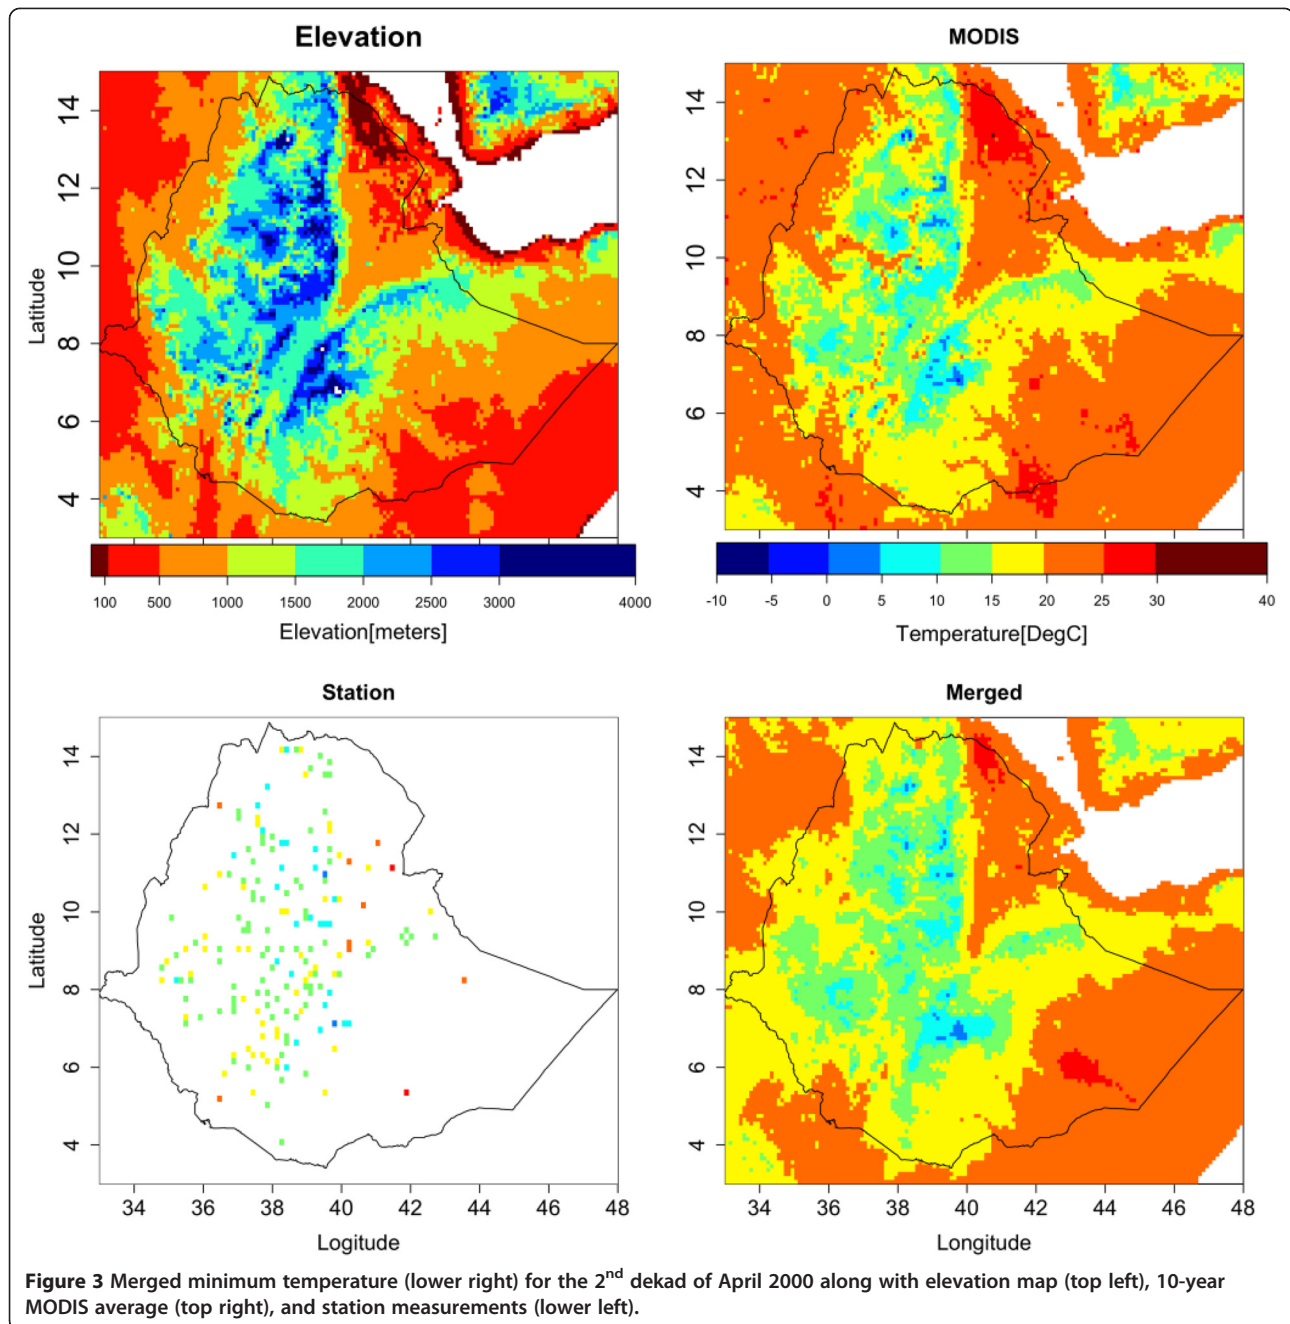 Elevation
MODIS
14
12
10
8
6
4
Latitude
14
12
10
8
6
4
100 500 1000 1500 2000 2500 3000 4000
Elevation[meters]
-10 -5 0 5 10 15 20 25 30 40
Temperature[DegC]
Station
Merged
14
12
10
8
6
4
Latitude
34 36 38 40 42 44 46 48
Logitude
14
12
10
8
6
4
34 36 38 40 42 44 46 48
Longitude
Figure 3 Merged minimum temperature (lower right) for the 2nd dekad of April 2000 along with elevation map (top left), 10-year
MODIS average (top right), and station measurements (lower left).